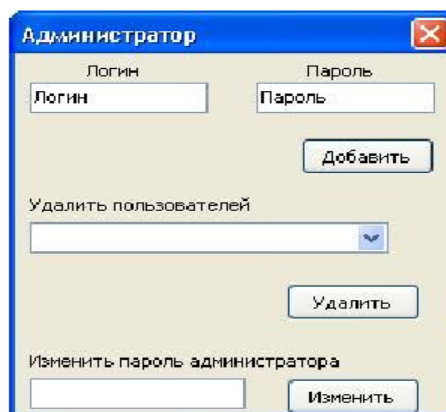 Администратор
Логин Пароль
Логин Пароль
Добавить
Удалить пользователей
Удалить
Изменить пароль администратора
Изменить